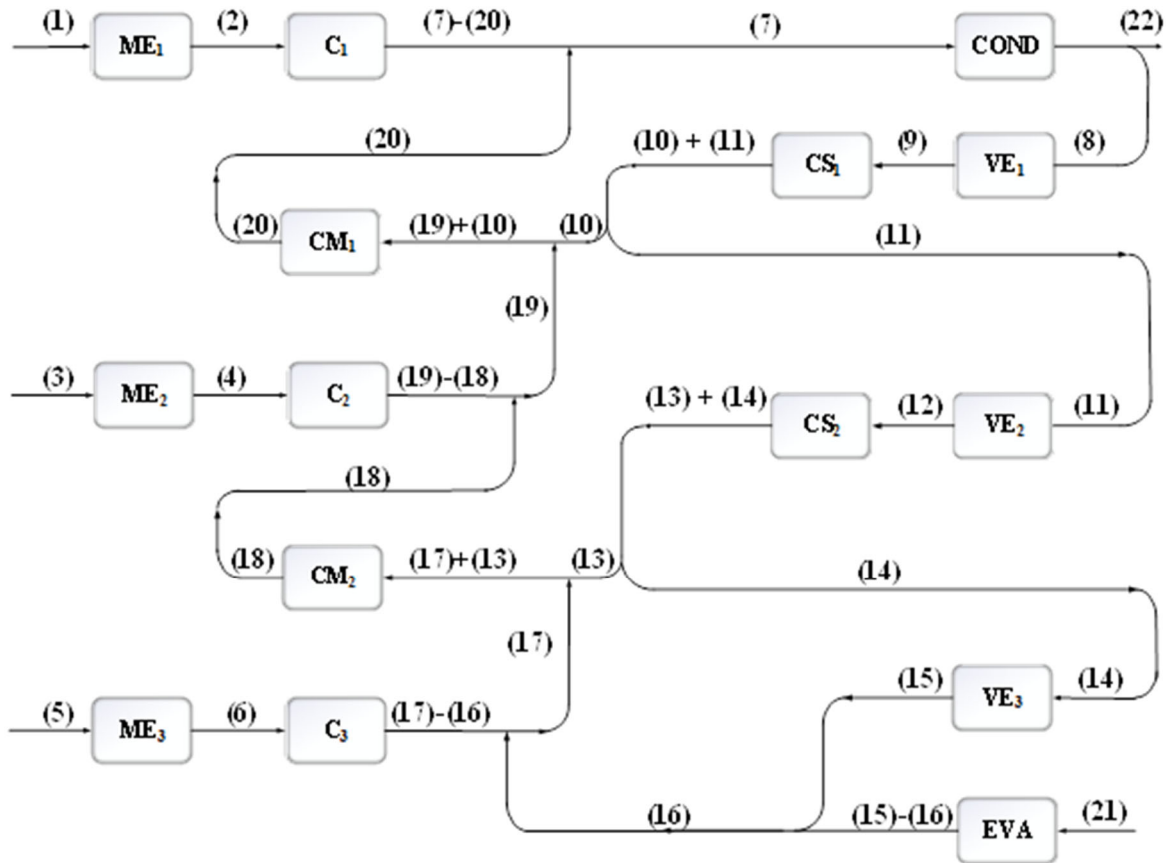 (1) ME₁ (2) C₁ (7)-(20) (7) COND (22)
(20) (10) + (11) CS₁ (9) VE₁ (8)
(20) CM₁ (19)+(10) (10) (11)
(19)
(3) ME₂ (4) C₂ (19)-(18) (13) + (14) CS₂ (12) VE₂ (11)
(18)
(18) CM₂ (17)+(13) (13) (14)
(17)
(5) ME₃ (6) C₃ (17)-(16) (15) VE₃ (14)
(16) (15)-(16) EVA (21)